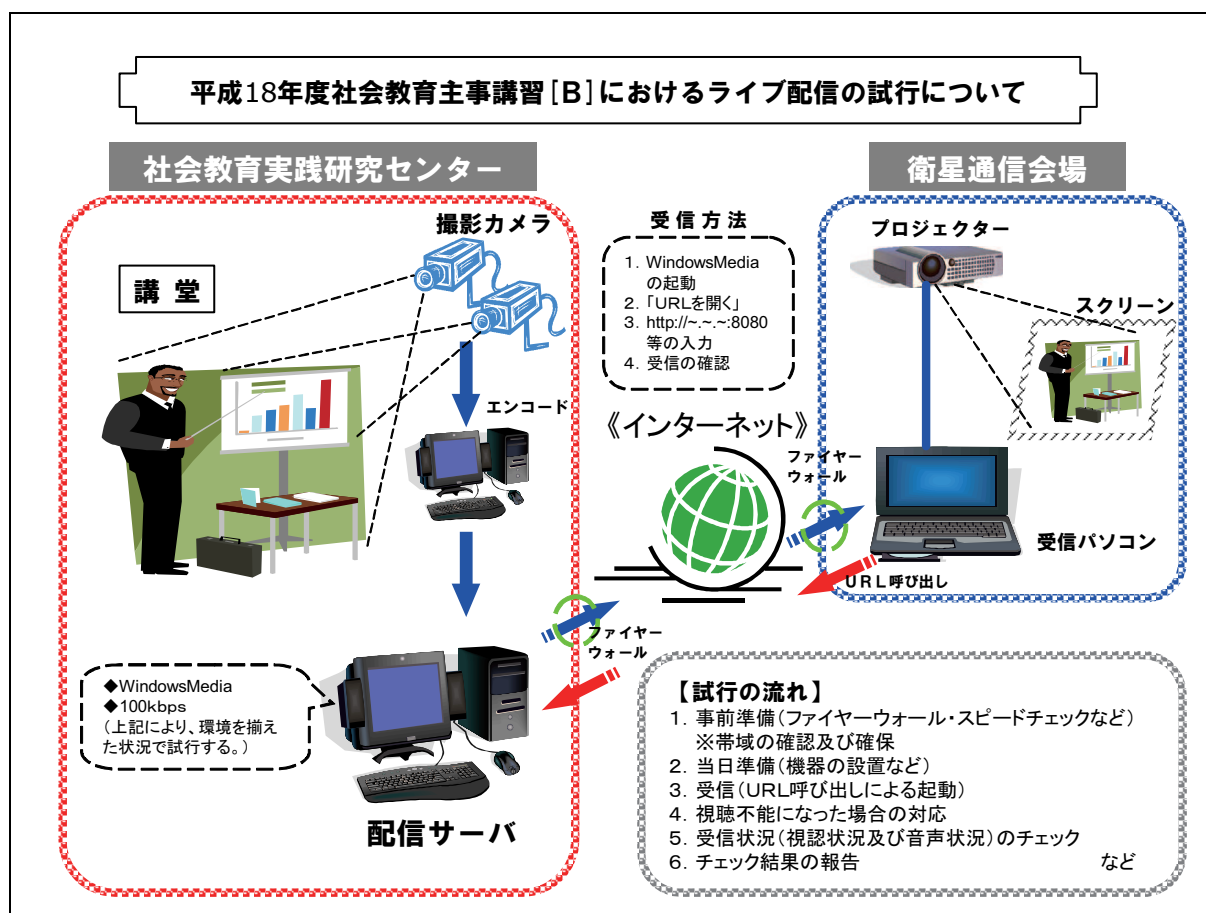 平成18年度社会教育主事講習[B]におけるライブ配信の試行について
社会教育実践研究センター
撮影カメラ
講 堂
エンコード
◆WindowsMedia
◆100kbps
(上記により、環境を揃え
た状況で試行する。)
配信サーバ
ファイヤー
ウォール
受 信 方 法
1. WindowsMedia
の起動
2. 「URLを開く」
3. http://~.~.~:8080
等の入力
4. 受信の確認
《インターネット》
ファイヤー
ウォール
衛星通信会場
プロジェクター
スクリーン
受信パソコン
URL呼び出し
【試行の流れ】
1. 事前準備(ファイヤーウォール・スピードチェックなど)
※帯域の確認及び確保
2. 当日準備(機器の設置など)
3. 受信(URL呼び出しによる起動)
4. 視聴不能になった場合の対応
5. 受信状況(視認状況及び音声状況)のチェック
6. チェック結果の報告 など